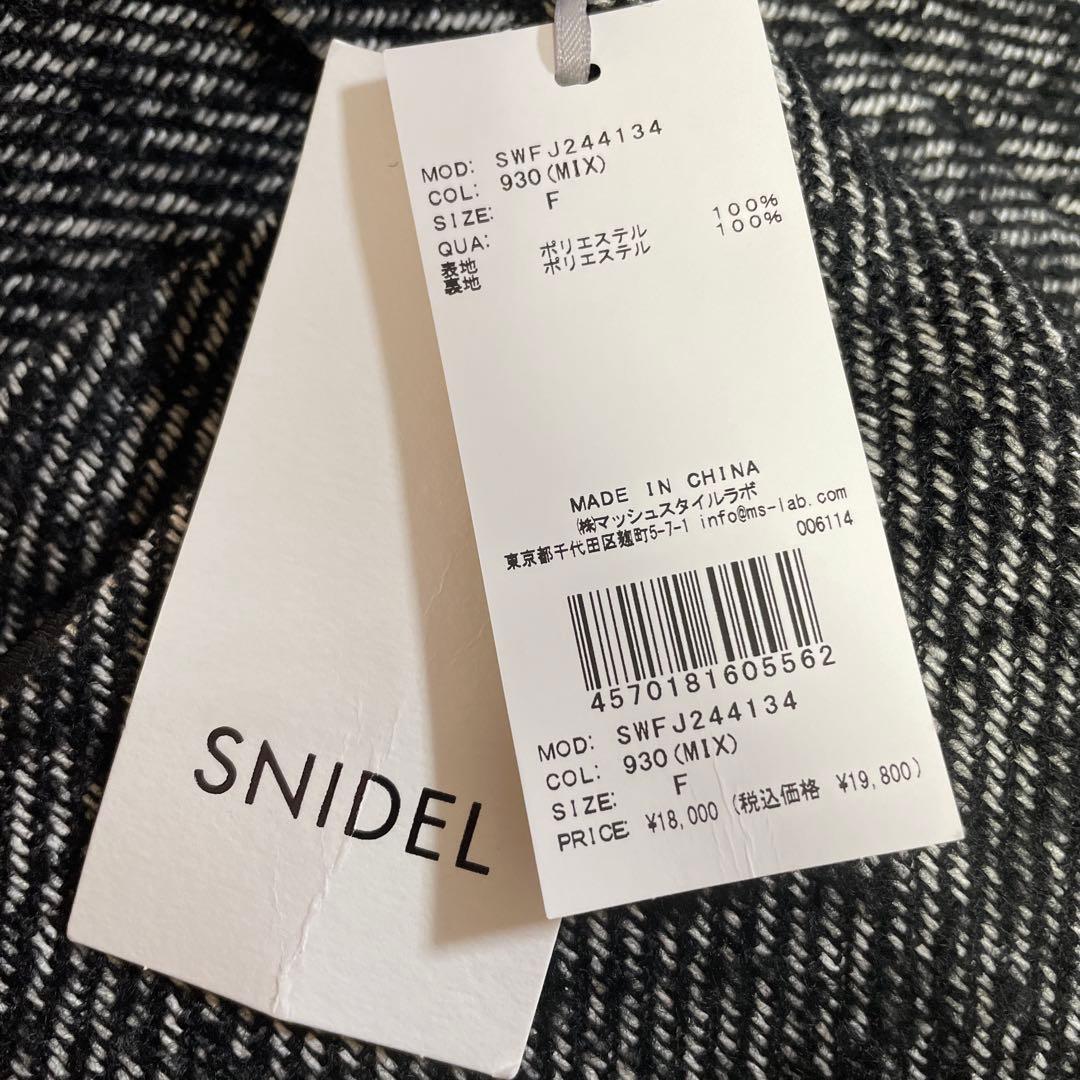 MOD: SWFJ244134
COL: 930(MIX)
SIZE: F
QUA:
表地 ポリエステル 100%
裏地 ポリエステル 100%
MADE IN CHINA
㈱マッシュスタイルラボ
東京都千代田区麹町5-7-1 info@ms-lab.com
006114
4570181605562
MOD: SWFJ244134
COL: 930(MIX)
SIZE: F
PRICE: ¥18,000 (税込価格 ¥19,800)
SNIDEL